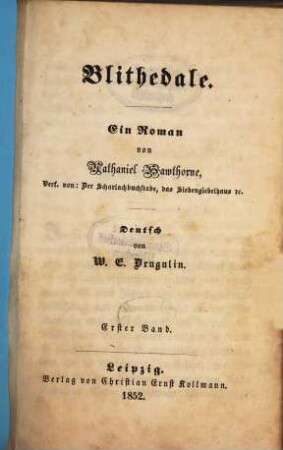 Blithedale.
Ein Roman
von
Nathaniel Hawthorne,
Verf. von: Der Scharlachbuchstabe, das Siebengiebelhaus ꝛc.
Deutsch
von
W. E. Drugulin.
Erster Band.
Leipzig.
Verlag von Christian Ernst Kollmann.
1852.